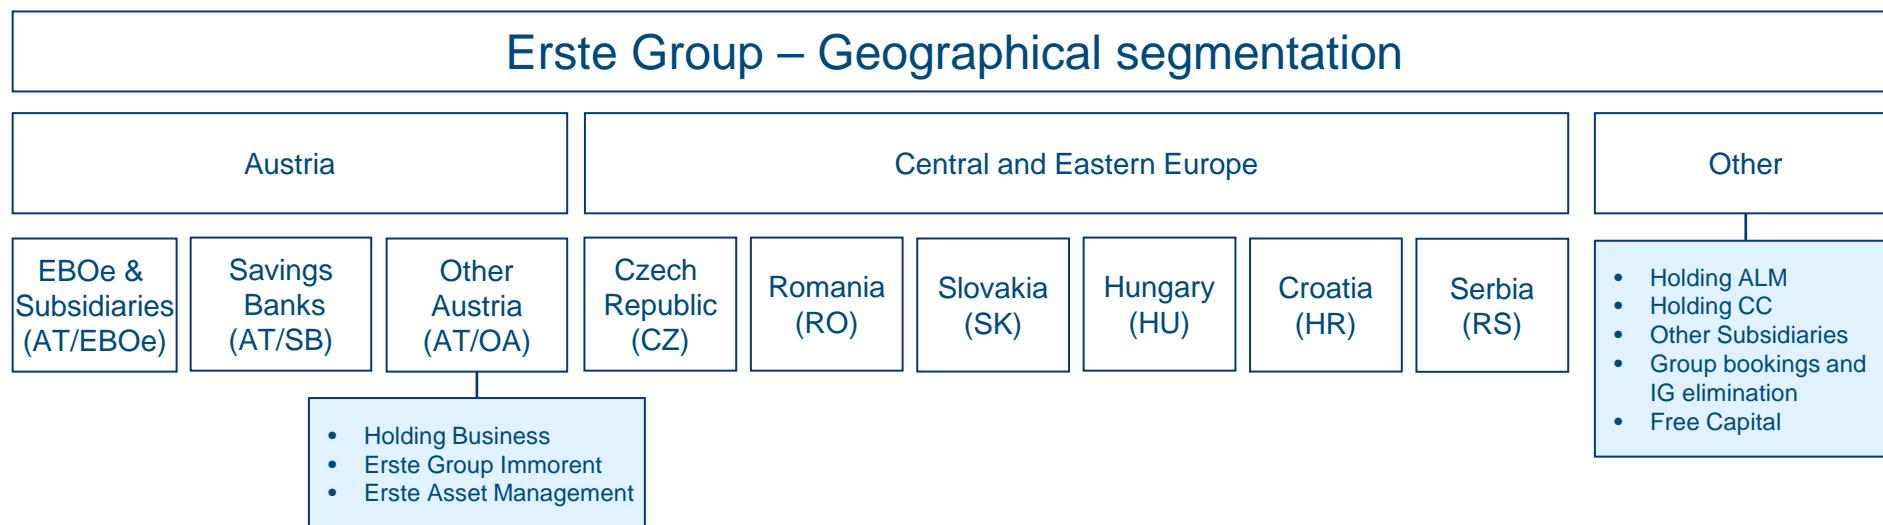 Erste Group – Geographical segmentation
Austria
Central and Eastern Europe
Other
EBOe &
Subsidiaries
(AT/EBOe)
Savings
Banks
(AT/SB)
Other
Austria
(AT/OA)
Czech
Republic
(CZ)
Romania
(RO)
Slovakia
(SK)
Hungary
(HU)
Croatia
(HR)
Serbia
(RS)
• Holding ALM
• Holding CC
• Other Subsidiaries
• Group bookings and
IG elimination
• Free Capital
• Holding Business
• Erste Group Immorent
• Erste Asset Management